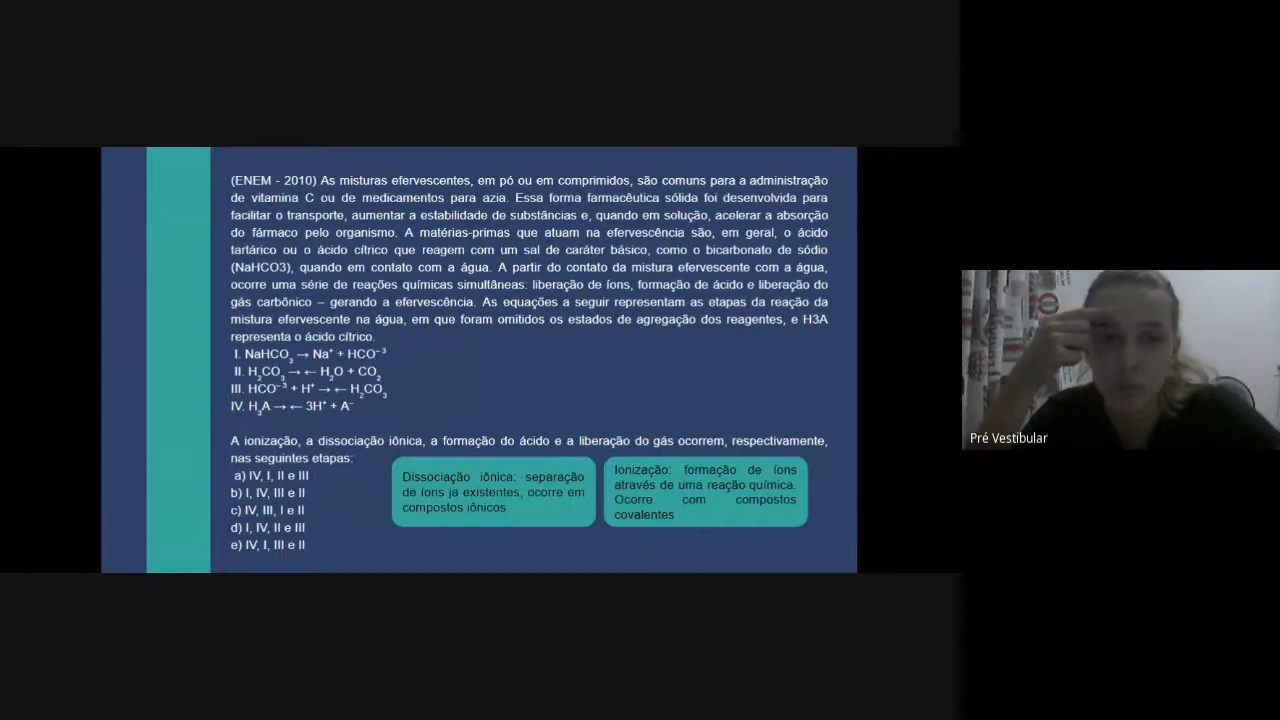 (ENEM - 2010) As misturas efervescentes, em pó ou em comprimidos, são comuns para a administração
de vitamina C ou de medicamentos para azia. Essa forma farmacêutica sólida foi desenvolvida para
facilitar o transporte, aumentar a estabilidade de substâncias e, quando em solução, acelerar a absorção
do fármaco pelo organismo. A matérias-primas que atuam na efervescência são, em geral, o ácido
tartárico ou o ácido cítrico que reagem com um sal de caráter básico, como o bicarbonato de sódio
(NaHCO3), quando em contato com a água. A partir do contato da mistura efervescente com a água,
ocorre uma série de reações químicas simultâneas: liberação de íons, formação de ácido e liberação do
gás carbônico – gerando a efervescência. As equações a seguir representam as etapas da reação da
mistura efervescente na água, em que foram omitidos os estados de agregação dos reagentes, e H3A
representa o ácido cítrico.
I. NaHCO₃ → Na⁺ + HCO⁻³
II. H₂CO₃ → ← H₂O + CO₂
III. HCO⁻³ + H⁺ → ← H₂CO₃
IV. H₃A → ← 3H⁺ + A⁻
A ionização, a dissociação iônica, a formação do ácido e a liberação do gás ocorrem, respectivamente,
nas seguintes etapas:
a) IV, I, II e III
b) I, IV, III e II
c) IV, III, I e II
d) I, IV, II e III
e) IV, I, III e II
Dissociação iônica: separação
de íons ja existentes, ocorre em
compostos iônicos
Ionização: formação de íons
através de uma reação química.
Ocorre com compostos
covalentes
Pré Vestibular